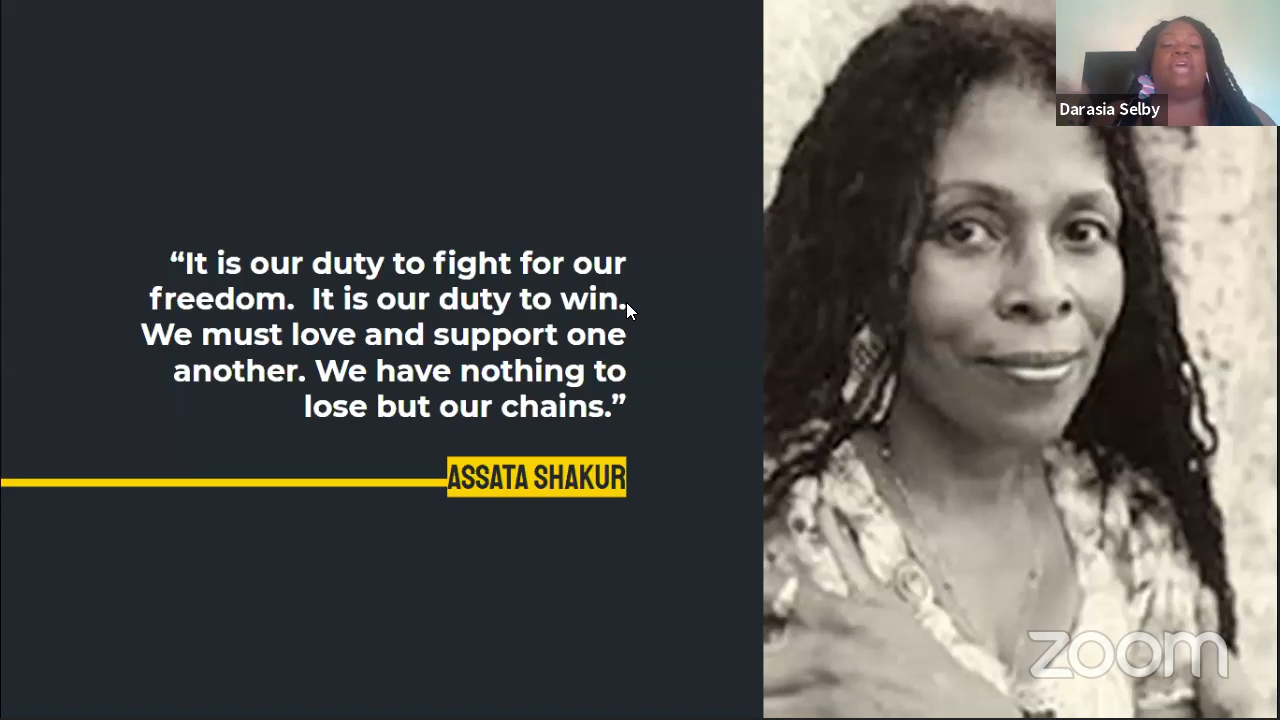 Darasia Selby
“It is our duty to fight for our
freedom.  It is our duty to win.
We must love and support one
another. We have nothing to
lose but our chains.”
ASSATA SHAKUR
zoom